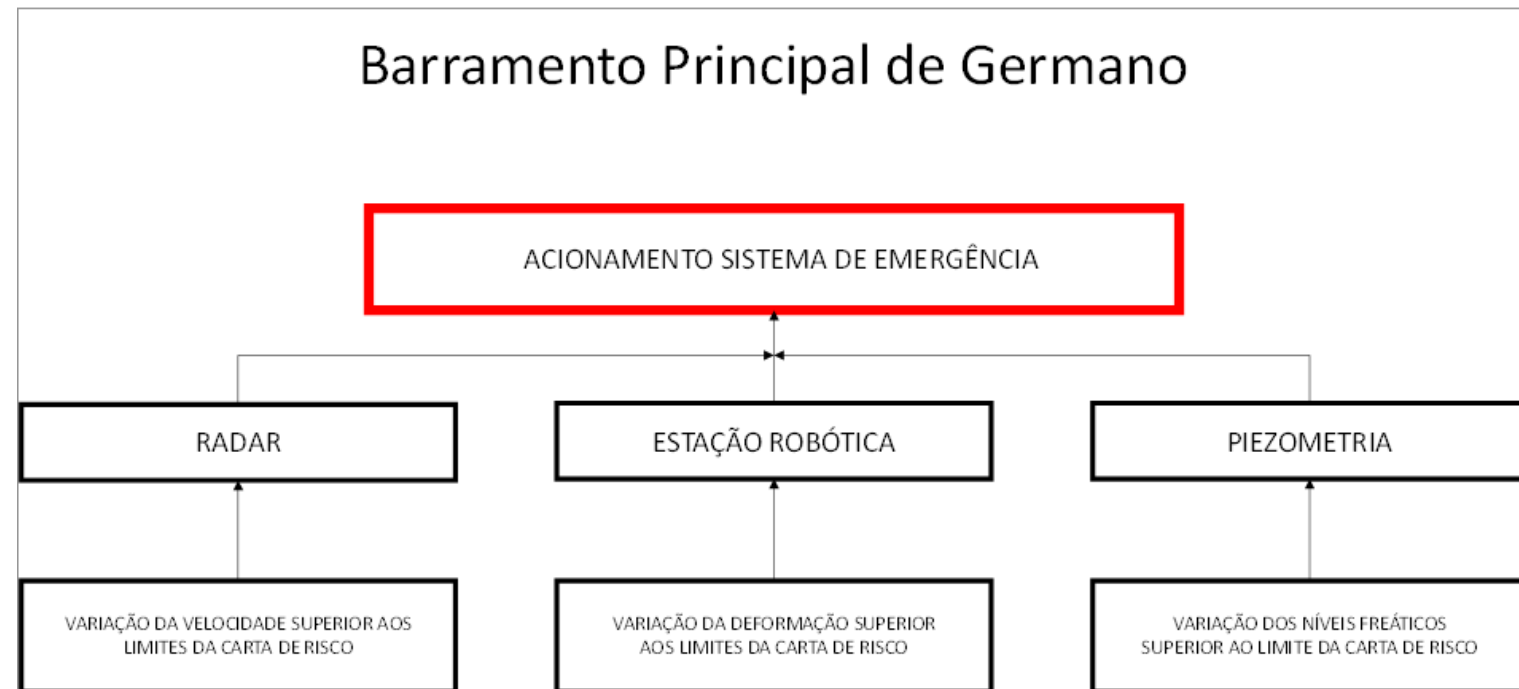 Barramento Principal de Germano
ACIONAMENTO SISTEMA DE EMERGÊNCIA
RADAR
ESTAÇÃO ROBÓTICA
PIEZOMETRIA
VARIAÇÃO DA VELOCIDADE SUPERIOR AOS
LIMITES DA CARTA DE RISCO
VARIAÇÃO DA DEFORMAÇÃO SUPERIOR
AOS LIMITES DA CARTA DE RISCO
VARIAÇÃO DOS NÍVEIS FREÁTICOS
SUPERIOR AO LIMITE DA CARTA DE RISCO